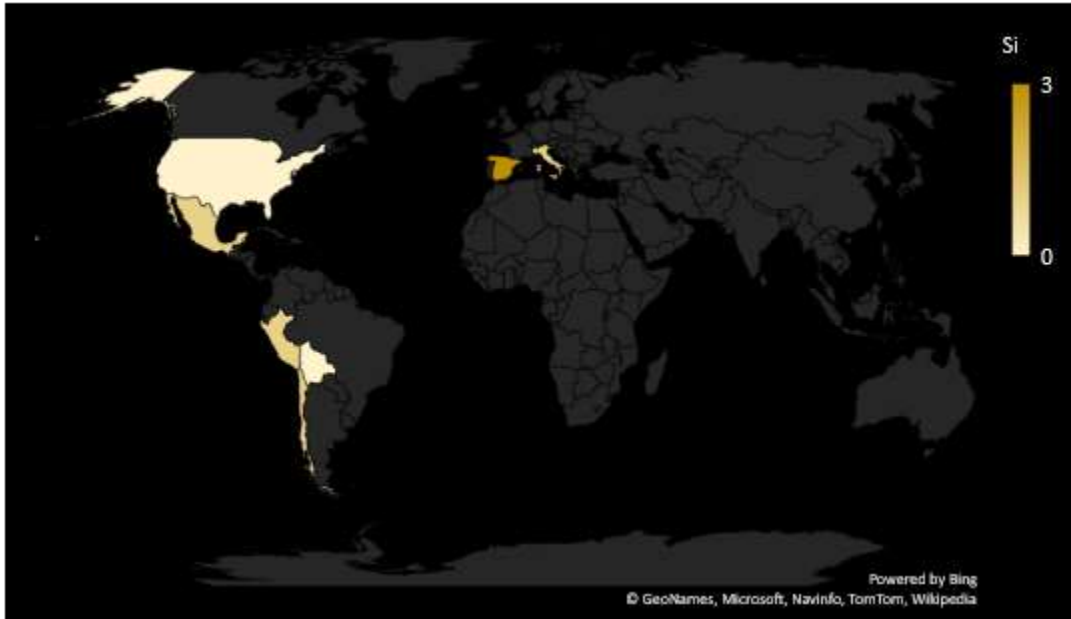 Si
3
0
Powered by Bing
© GeoNames, Microsoft, Navinfo, TomTom, Wikipedia